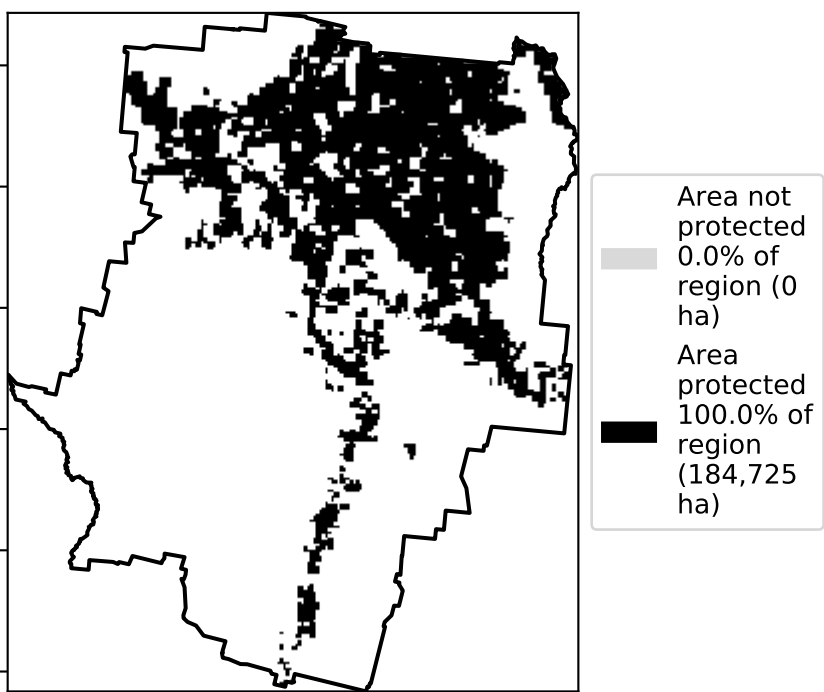 Area not
protected
0.0% of
region (0
ha)
Area
protected
100.0% of
region
(184,725
ha)